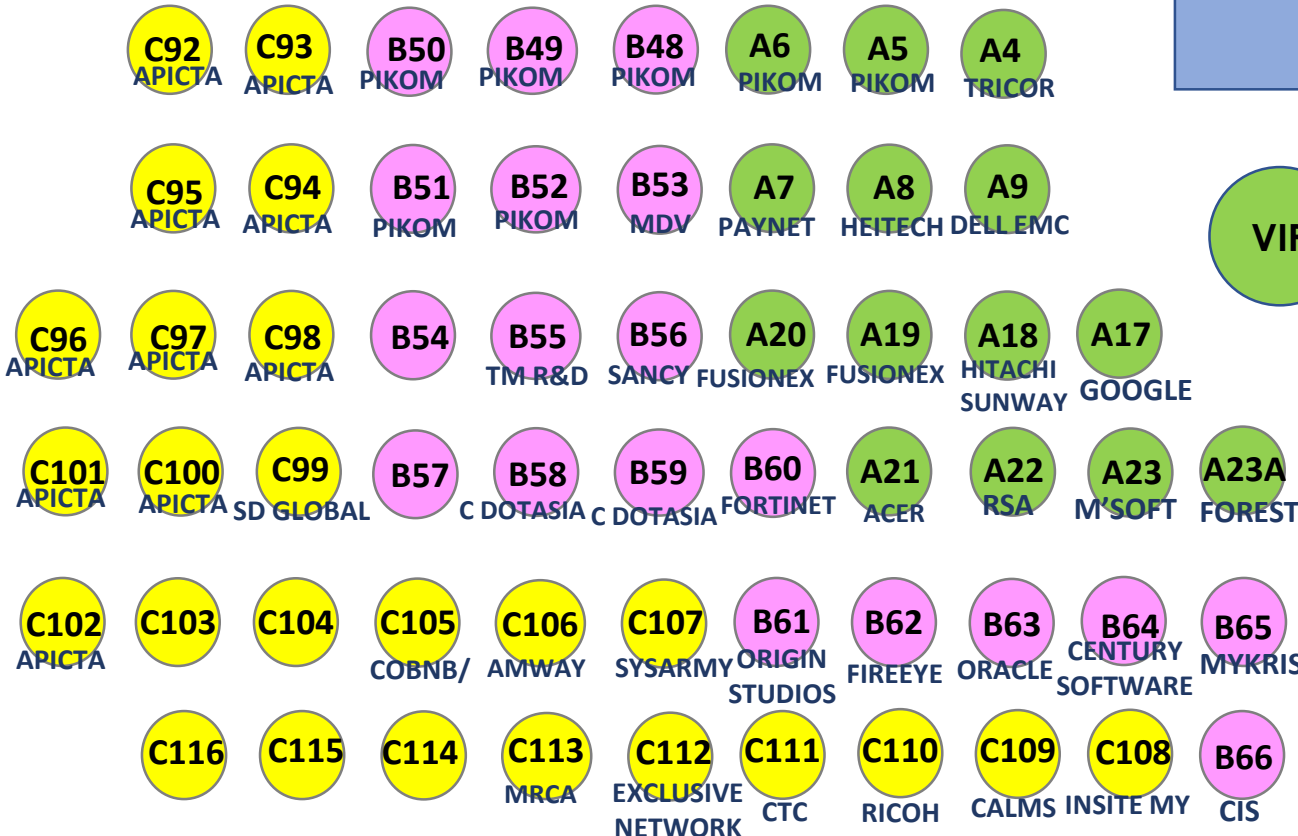 C92 C93 B50 B49 B48 A6 A5 A4
APICTA APICTA PIKOM PIKOM PIKOM PIKOM PIKOM TRICOR
C95 C94 B51 B52 B53 A7 A8 A9
APICTA APICTA PIKOM PIKOM MDV PAYNET HEITECH DELL EMC
C96 C97 C98 B54 B55 B56 A20 A19 A18 A17
APICTA APICTA APICTA TM R&D SANCY FUSIONEX FUSIONEX HITACHI GOOGLE
SUNWAY
C101 C100 C99 B57 B58 B59 B60 A21 A22 A23 A23A
APICTA APICTA SD GLOBAL C DOTASIA C DOTASIA FORTINET ACER RSA M'SOFT FOREST
C102 C103 C104 C105 C106 C107 B61 B62 B63 B64 B65
APICTA COBNB/ AMWAY SYSARMY ORIGIN FIREEYE ORACLE CENTURY MYKRIS
STUDIOS SOFTWARE
C116 C115 C114 C113 C112 C111 C110 C109 C108 B66
MRCA EXCLUSIVE CTC RICOH CALMS INSITE MY CIS
NETWORK